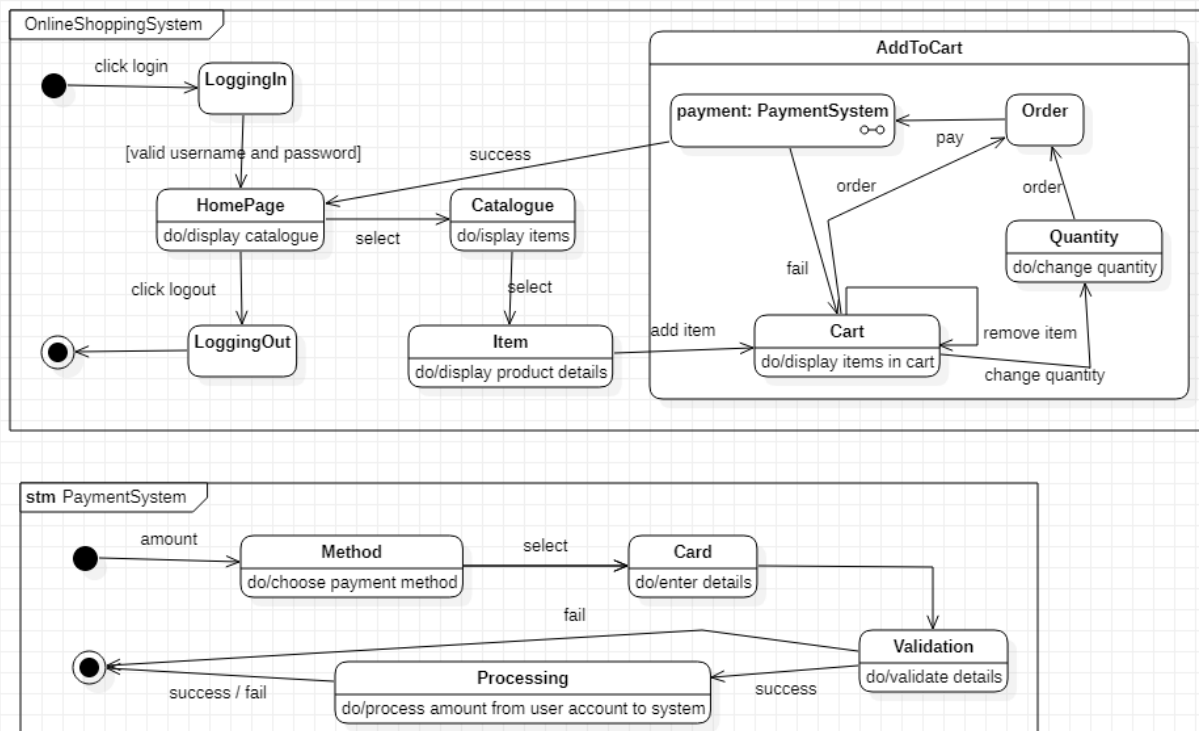 OnlineShoppingSystem
AddToCart
click login
LoggingIn
payment: PaymentSystem
Order
pay
[valid username and password]
success
order
order
HomePage
do/display catalogue
select
Catalogue
do/isplay items
Quantity
do/change quantity
click logout
select
fail
LoggingOut
Item
do/display product details
add item
Cart
do/display items in cart
remove item
change quantity
stm PaymentSystem
amount
Method
do/choose payment method
select
Card
do/enter details
fail
Validation
do/validate details
Processing
do/process amount from user account to system
success / fail
success